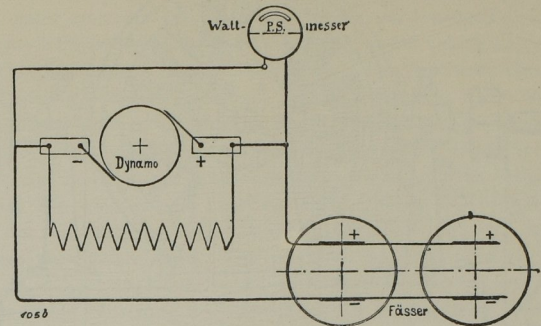 Watt- P.S. messer
- Dynamo +
+ +
- -
Fässer
1058